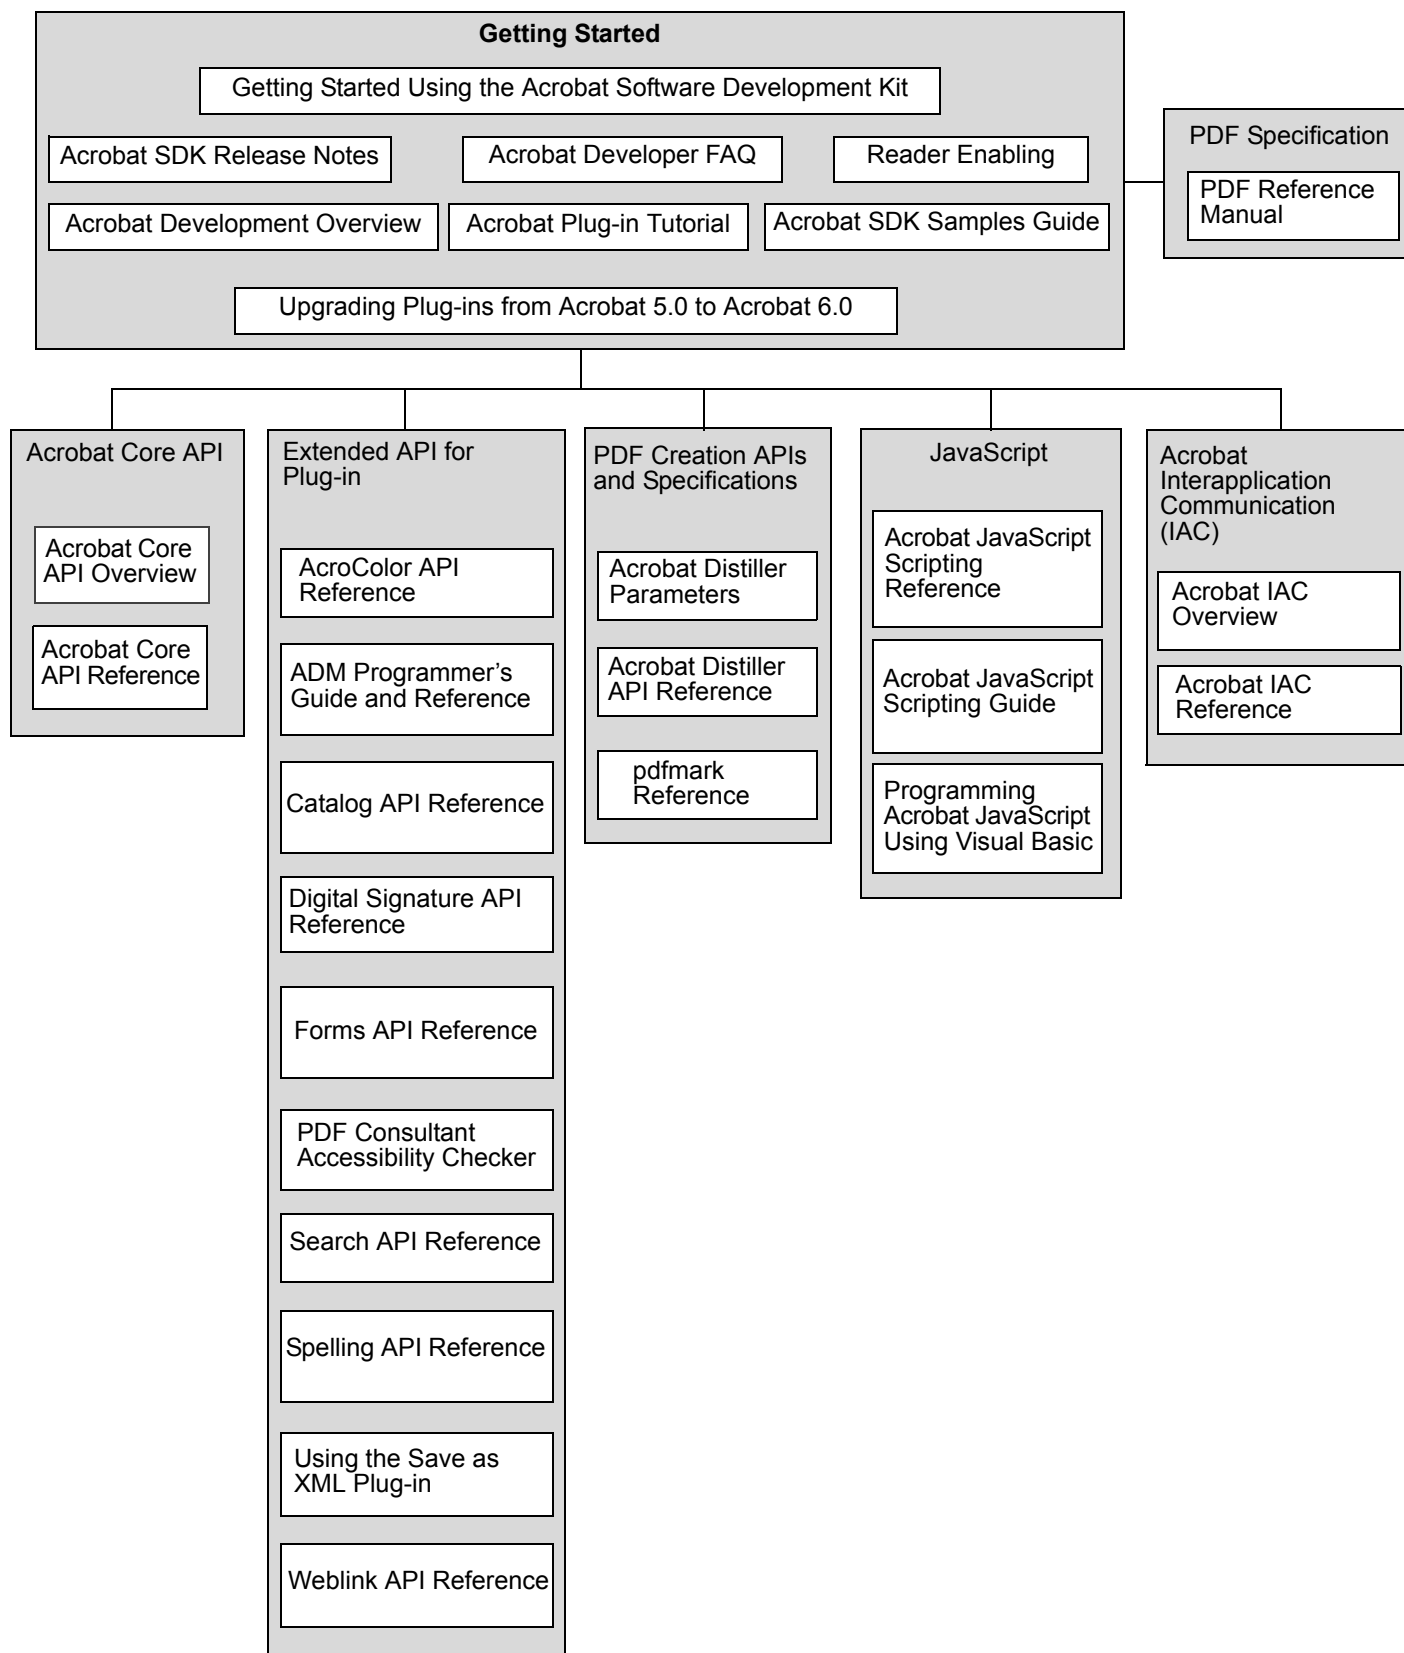 Getting Started
Getting Started Using the Acrobat Software Development Kit
Acrobat SDK Release Notes
Acrobat Developer FAQ
Reader Enabling
Acrobat Development Overview
Acrobat Plug-in Tutorial
Acrobat SDK Samples Guide
Upgrading Plug-ins from Acrobat 5.0 to Acrobat 6.0
PDF Specification
PDF Reference
Manual
Acrobat Core API
Acrobat Core
API Overview
Acrobat Core
API Reference
Extended API for
Plug-in
AcroColor API
Reference
ADM Programmer’s
Guide and Reference
Catalog API Reference
Digital Signature API
Reference
Forms API Reference
PDF Consultant
Accessibility Checker
Search API Reference
Spelling API Reference
Using the Save as
XML Plug-in
Weblink API Reference
PDF Creation APIs
and Specifications
Acrobat Distiller
Parameters
Acrobat Distiller
API Reference
pdfmark
Reference
JavaScript
Acrobat JavaScript
Scripting
Reference
Acrobat JavaScript
Scripting Guide
Programming
Acrobat JavaScript
Using Visual Basic
Acrobat
Interapplication
Communication
(IAC)
Acrobat IAC
Overview
Acrobat IAC
Reference